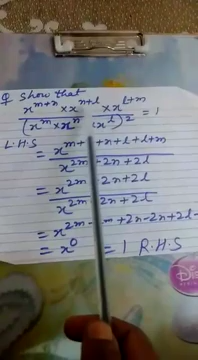 Q Show that
x^{m+n} × x^{n+l} × x^{l+m} = 1
(x^m × x^n x^l)^2
L.H.S
= x^{m+ +n+l+l+m}
x^{2m 2n+2l}
= x^{2m 2n+2l}
x^{2m 2n+2l}
= x^{2m- m+2n-2n+2l-
= x^0 = 1 R.H.S
Disney